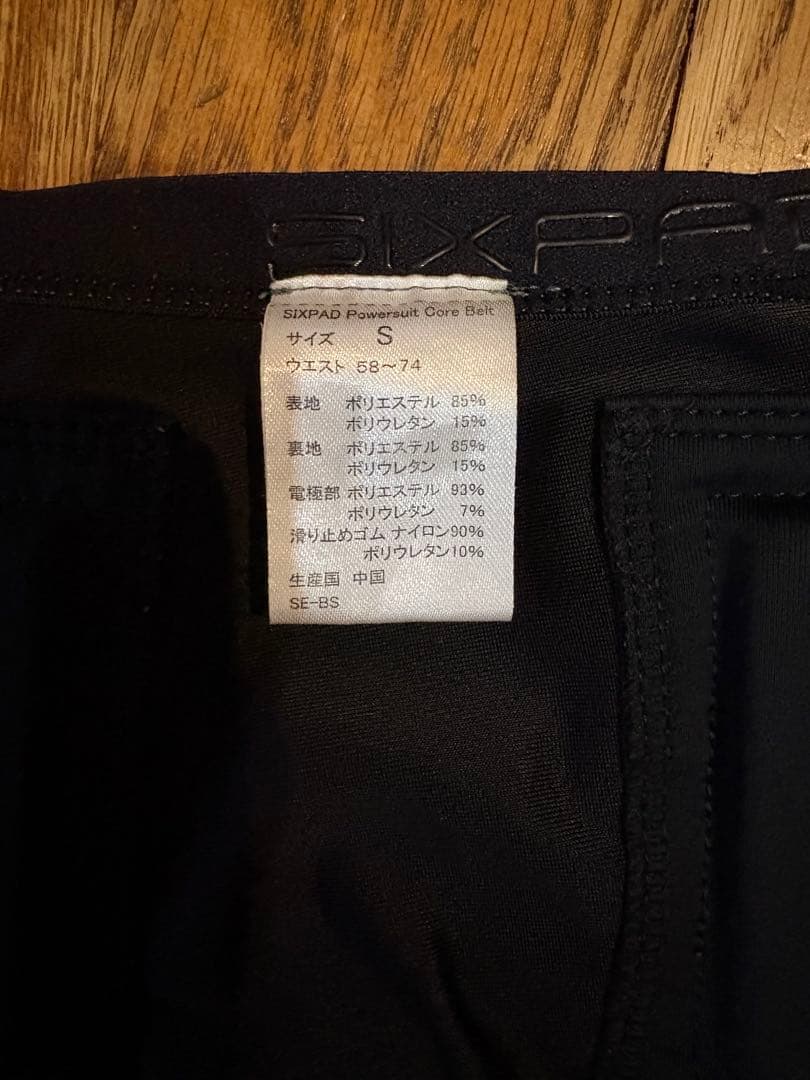 SIXPAD
SIXPAD Powersuit Core Belt
サイズ S
ウエスト 58〜74
表地 ポリエステル 85%
ポリウレタン 15%
裏地 ポリエステル 85%
ポリウレタン 15%
電極部 ポリエステル 93%
ポリウレタン 7%
滑り止めゴム ナイロン90%
ポリウレタン10%
生産国 中国
SE-BS